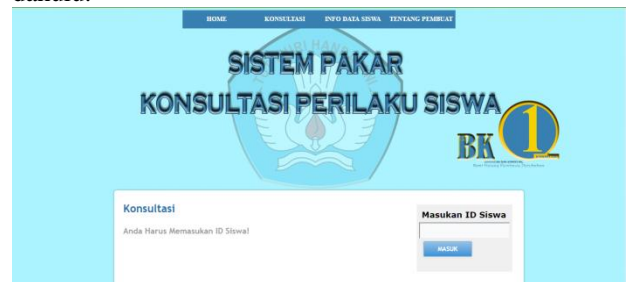 HOME KONSULTASI INFO DATA SISWA TENTANG PEMBUAT
SISTEM PAKAR
KONSULTASI PERILAKU SISWA
BK 1
Konsultasi
Anda Harus Memasukan ID Siswa!
Masukan ID Siswa
MASUK